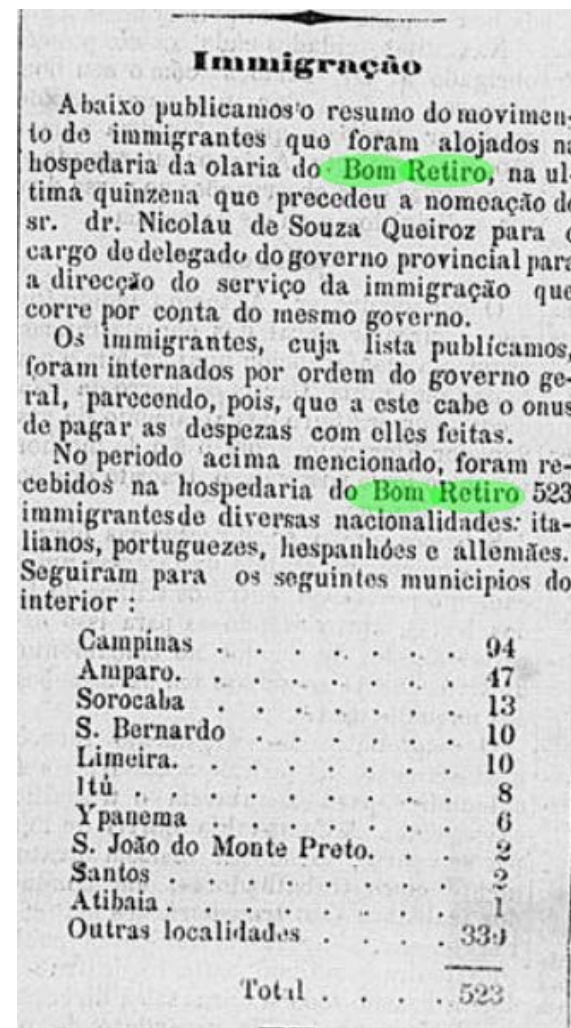 Immigração
Abaixo publicamos o resumo do movimen-
to de immigrantes que foram alojados na
hospedaria da olaria do Bom Retiro, na ul-
tima quinzena que precedeu a nomeação do
sr. dr. Nicoláu de Souza Queiroz para o
cargo de delegado do governo provincial para
a direcção do serviço da immigração que
corre por conta do mesmo governo.
Os immigrantes, cuja lista publicamos,
foram internados por ordem do governo ge-
ral, parecendo, pois, que a este cabe o onus
de pagar as despezas com elles feitas.
No periodo acima mencionado, foram re-
cebidos na hospedaria do Bom Retiro 523
immigrantes de diversas nacionalidades: ita-
lianos, portuguezes, hespanhóes e allemães.
Seguiram para os seguintes municipios do
interior :
Campinas . . . . . . . 94
Amparo. . . . . . . . 47
Sorocaba . . . . . . . 13
S. Bernardo . . . . . . 10
Limeira. . . . . . . . 10
Itú . . . . . . . . . 8
Ypanema . . . . . . . 6
S. João do Monte Preto. . . 2
Santos . . . . . . . . 2
Atibaia . . . . . . . . 1
Outras localidades . . . . 339
Total . . . . 523